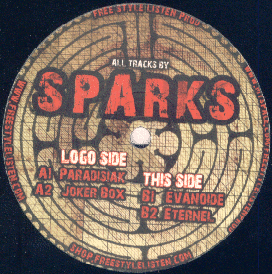 FREE STYLE LISTEN PROD
ALL TRACKS BY
SPARKS
LOGO SIDE
A1 PARADISIAK
A2 JOKER BOX
THIS SIDE
B1 EVANOIDE
B2 ETERNEL
SHOP.FREESTYLELISTEN.COM
WWW.FREESTYLELISTEN.ORG